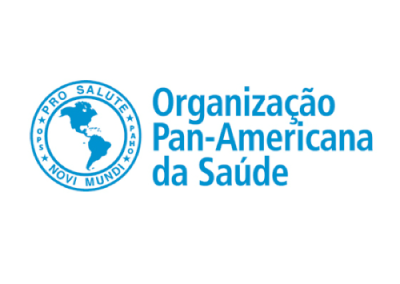 PRO SALUTE
OPS
PAHO
NOVI MUNDI
Organização
Pan-Americana
da Saúde